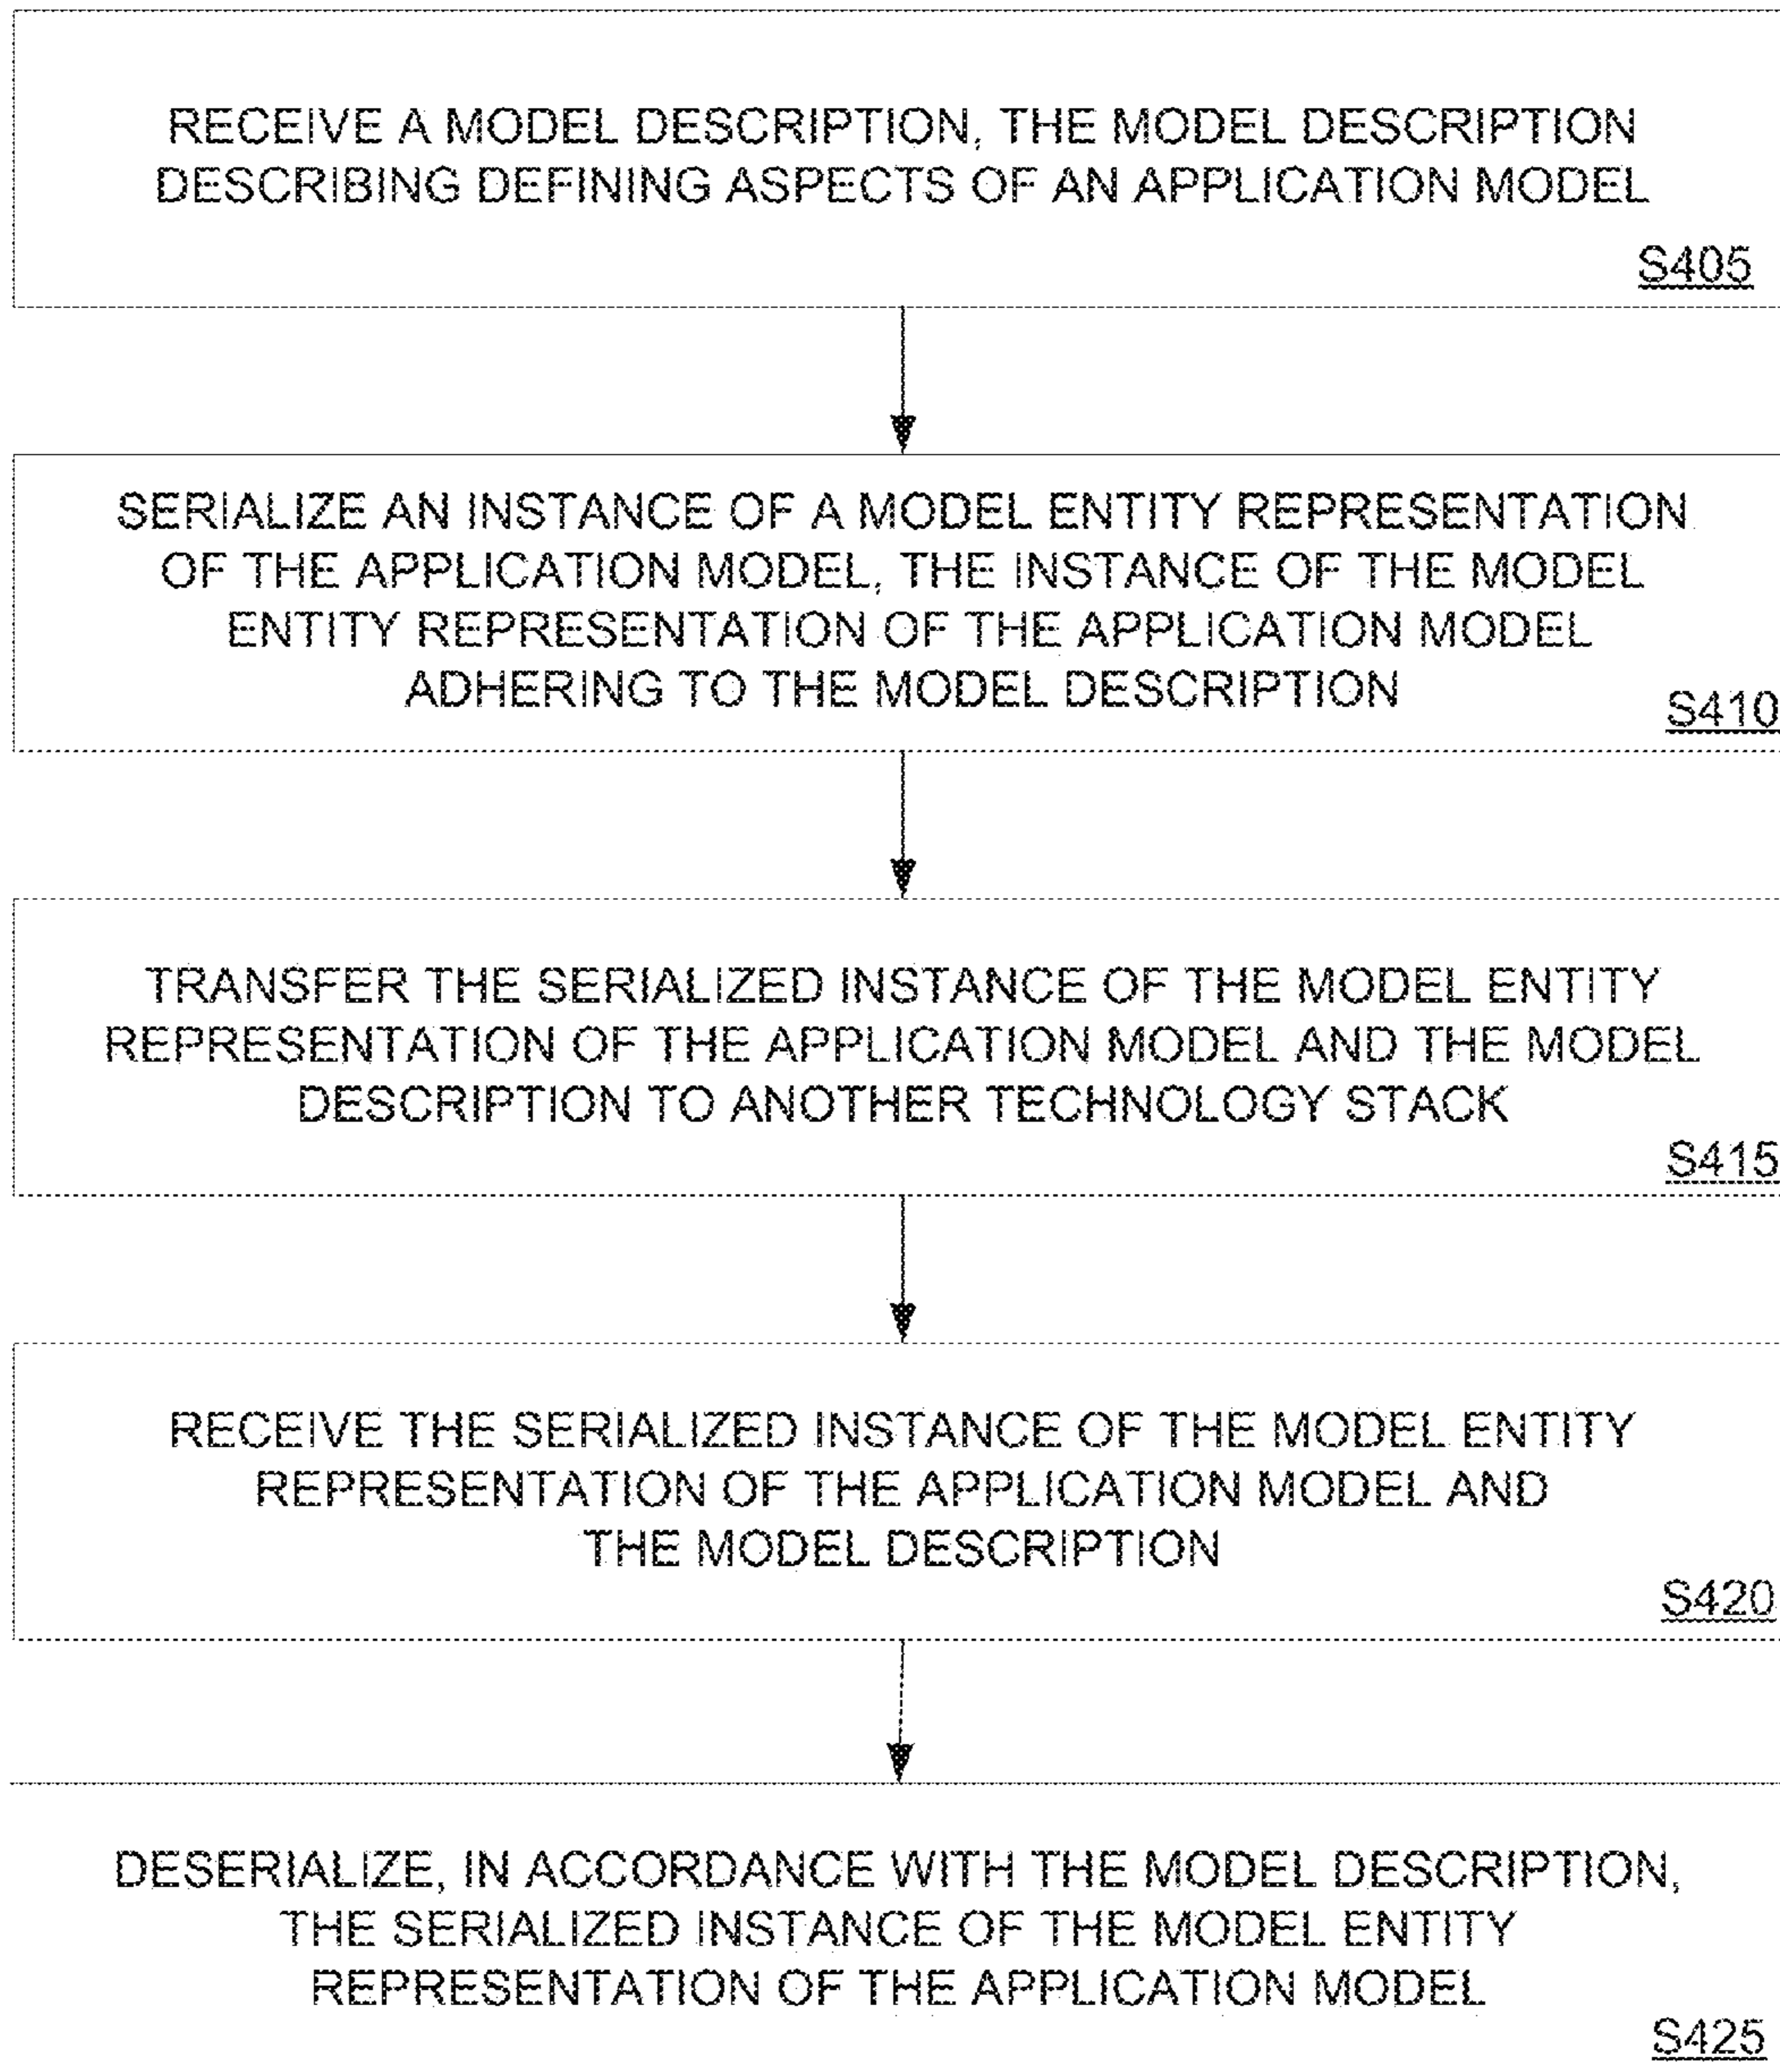 RECEIVE A MODEL DESCRIPTION, THE MODEL DESCRIPTION
DESCRIBING DEFINING ASPECTS OF AN APPLICATION MODEL
S405
SERIALIZE AN INSTANCE OF A MODEL ENTITY REPRESENTATION
OF THE APPLICATION MODEL, THE INSTANCE OF THE MODEL
ENTITY REPRESENTATION OF THE APPLICATION MODEL
ADHERING TO THE MODEL DESCRIPTION
S410
TRANSFER THE SERIALIZED INSTANCE OF THE MODEL ENTITY
REPRESENTATION OF THE APPLICATION MODEL AND THE MODEL
DESCRIPTION TO ANOTHER TECHNOLOGY STACK
S415
RECEIVE THE SERIALIZED INSTANCE OF THE MODEL ENTITY
REPRESENTATION OF THE APPLICATION MODEL AND
THE MODEL DESCRIPTION
S420
DESERIALIZE, IN ACCORDANCE WITH THE MODEL DESCRIPTION,
THE SERIALIZED INSTANCE OF THE MODEL ENTITY
REPRESENTATION OF THE APPLICATION MODEL
S425